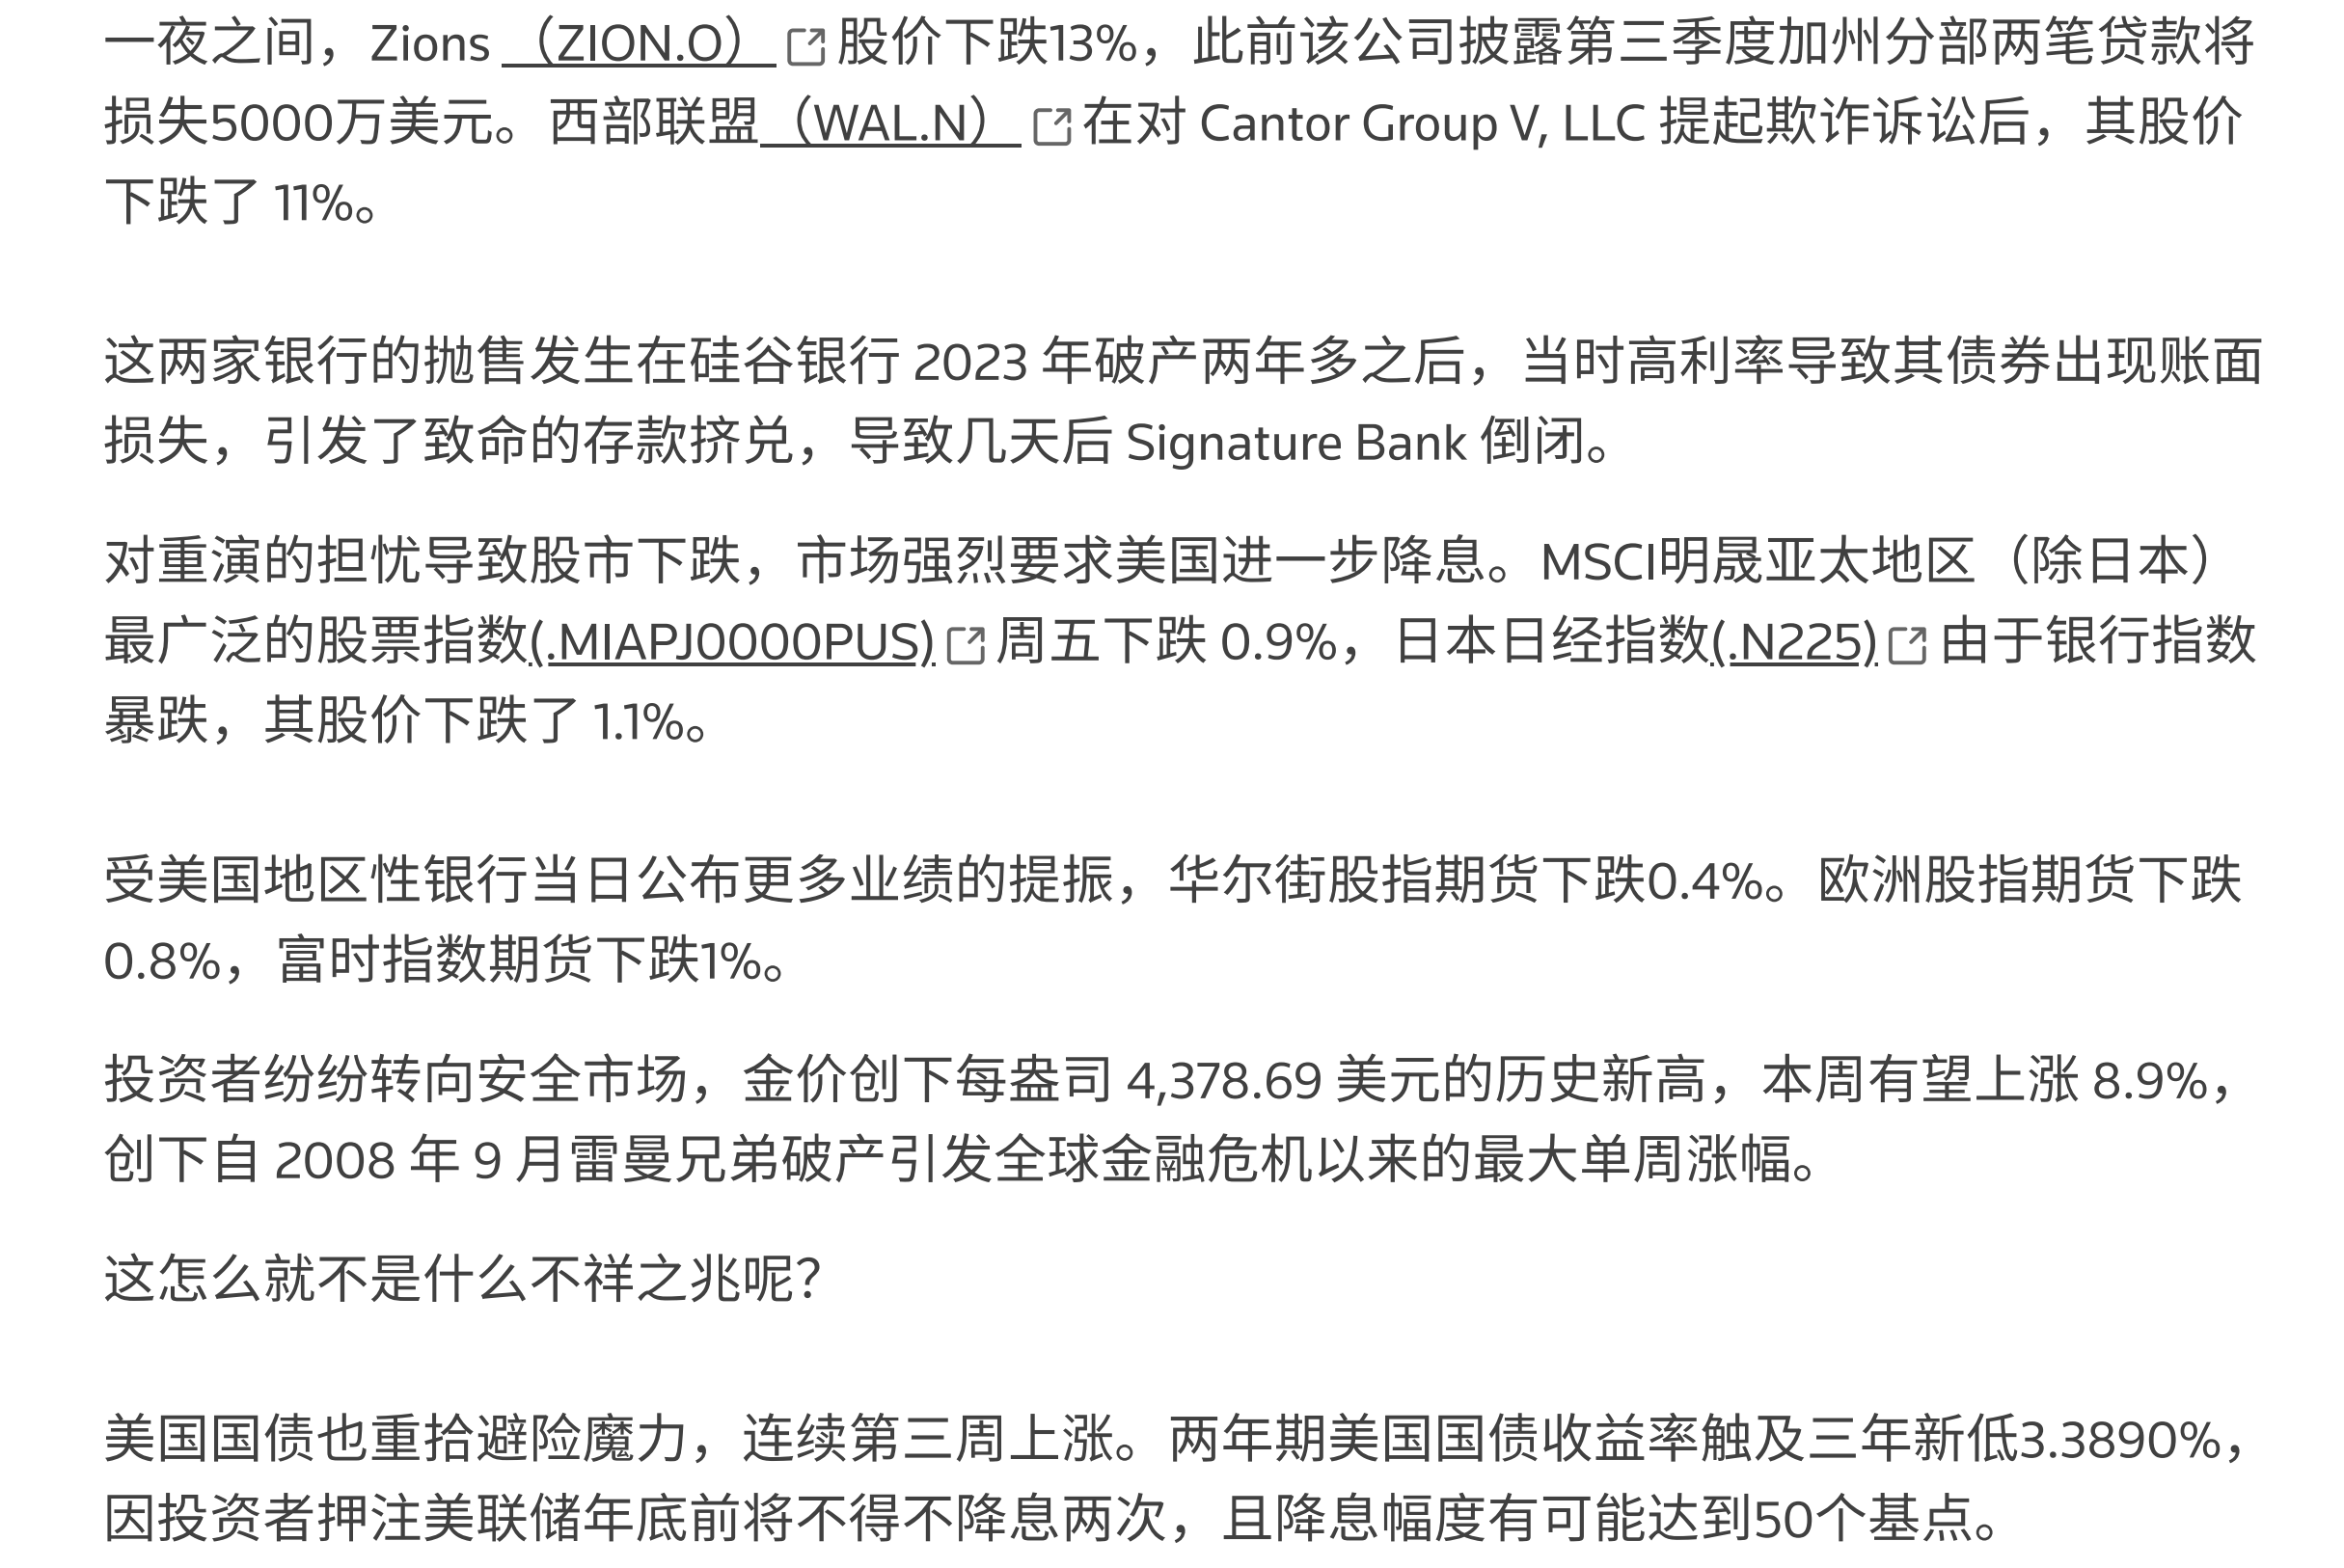 一夜之间，Zions （ZION.O） 股价下跌13%，此前该公司披露第三季度加州分部两笔贷款将
损失5000万美元。西部联盟（WAL.N） 在对 Cantor Group V, LLC 提起欺诈诉讼后，其股价
下跌了 11%。
这两家银行的抛售发生在硅谷银行 2023 年破产两年多之后，当时高利率导致其债券出现账面
损失，引发了致命的存款挤兑，导致几天后 Signature Bank 倒闭。
对重演的担忧导致股市下跌，市场强烈要求美国进一步降息。MSCI明晟亚太地区（除日本）
最广泛的股票指数(.MIAPJ0000PUS) 周五下跌 0.9%，日本日经指数(.N225) 由于银行指数
暴跌，其股价下跌了 1.1%。
受美国地区性银行当日公布更多业绩的提振，华尔街股指期货下跌0.4%。欧洲股指期货下跌
0.8%，富时指数期货下跌1%。
投资者纷纷转向安全市场，金价创下每盎司 4,378.69 美元的历史新高，本周有望上涨 8.9%，
创下自 2008 年 9 月雷曼兄弟破产引发全球金融危机以来的最大单周涨幅。
这怎么就不是什么不祥之兆呢？
美国国债也重拾避险魔力，连续第三周上涨。两年期美国国债收益率触及三年新低3.3890%，
因投资者押注美联储年底前将不得不降息两次，且降息幅度有可能达到50个基点。